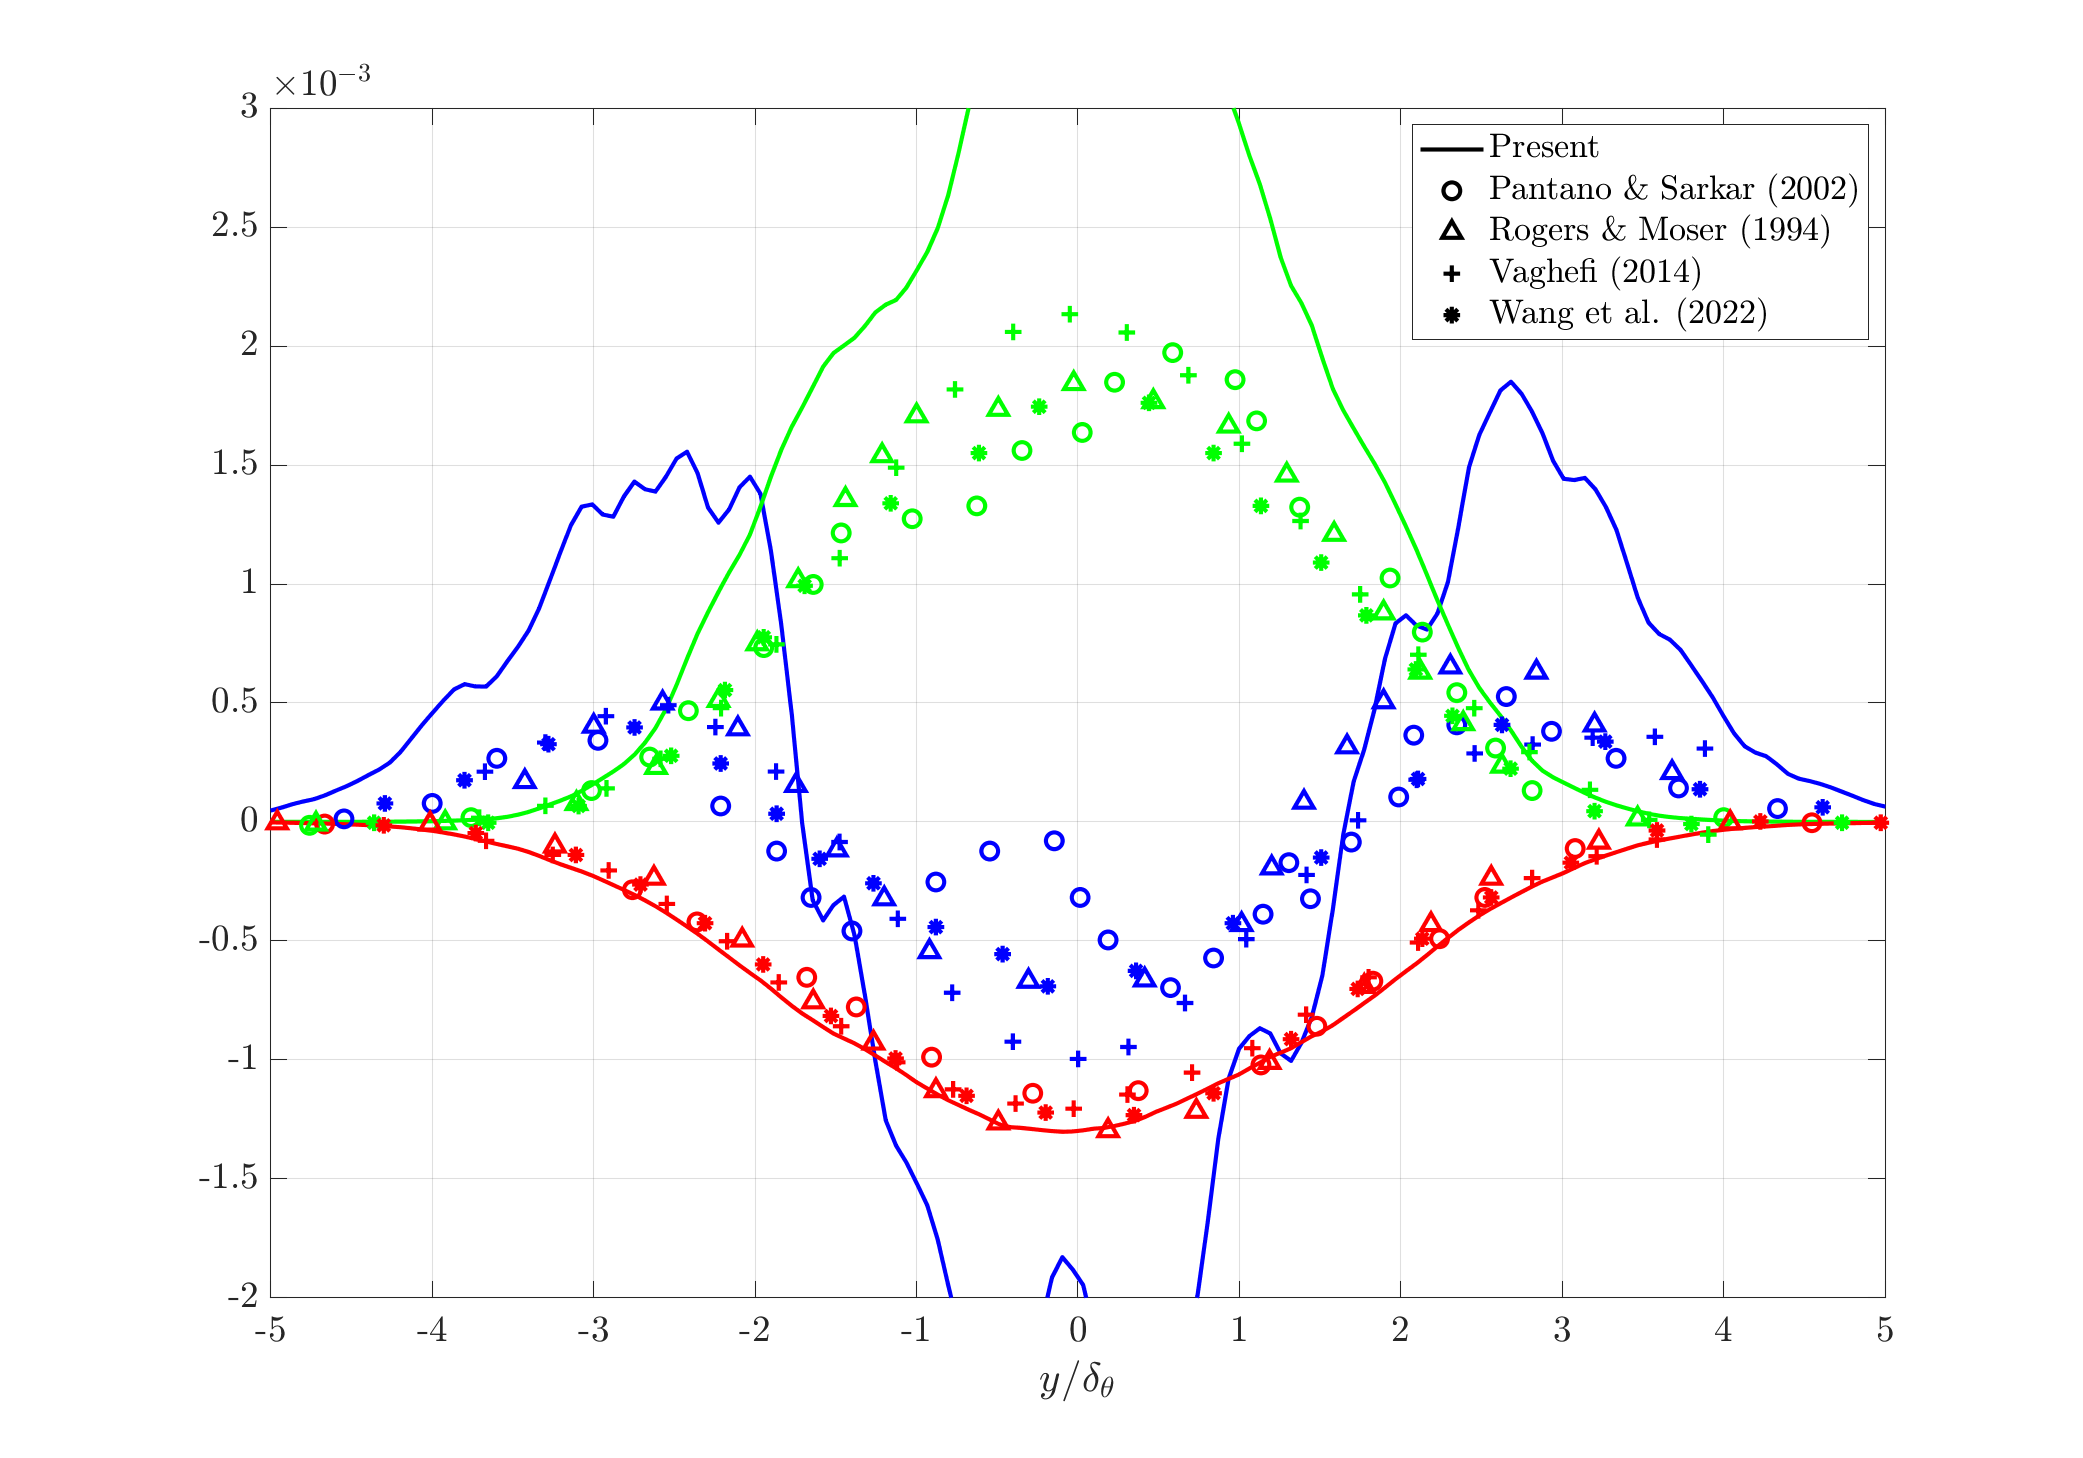 ×10⁻³
3
2.5
2
1.5
1
0.5
0
-0.5
-1
-1.5
-2
-5 -4 -3 -2 -1 0 1 2 3 4 5
y/δ_θ
Present
Pantano & Sarkar (2002)
Rogers & Moser (1994)
Vaghefi (2014)
Wang et al. (2022)